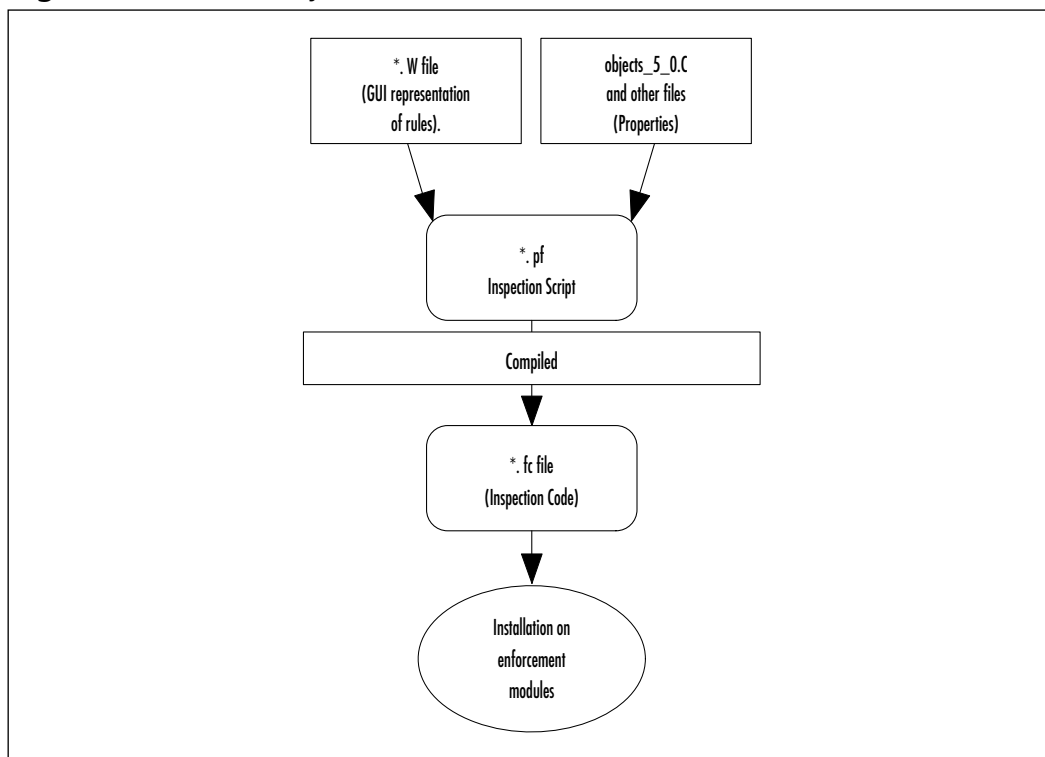 *. W file
(GUI representation
of rules).
objects_5_0.C
and other files
(Properties)
*. pf
Inspection Script
Compiled
*. fc file
(Inspection Code)
Installation on
enforcement
modules